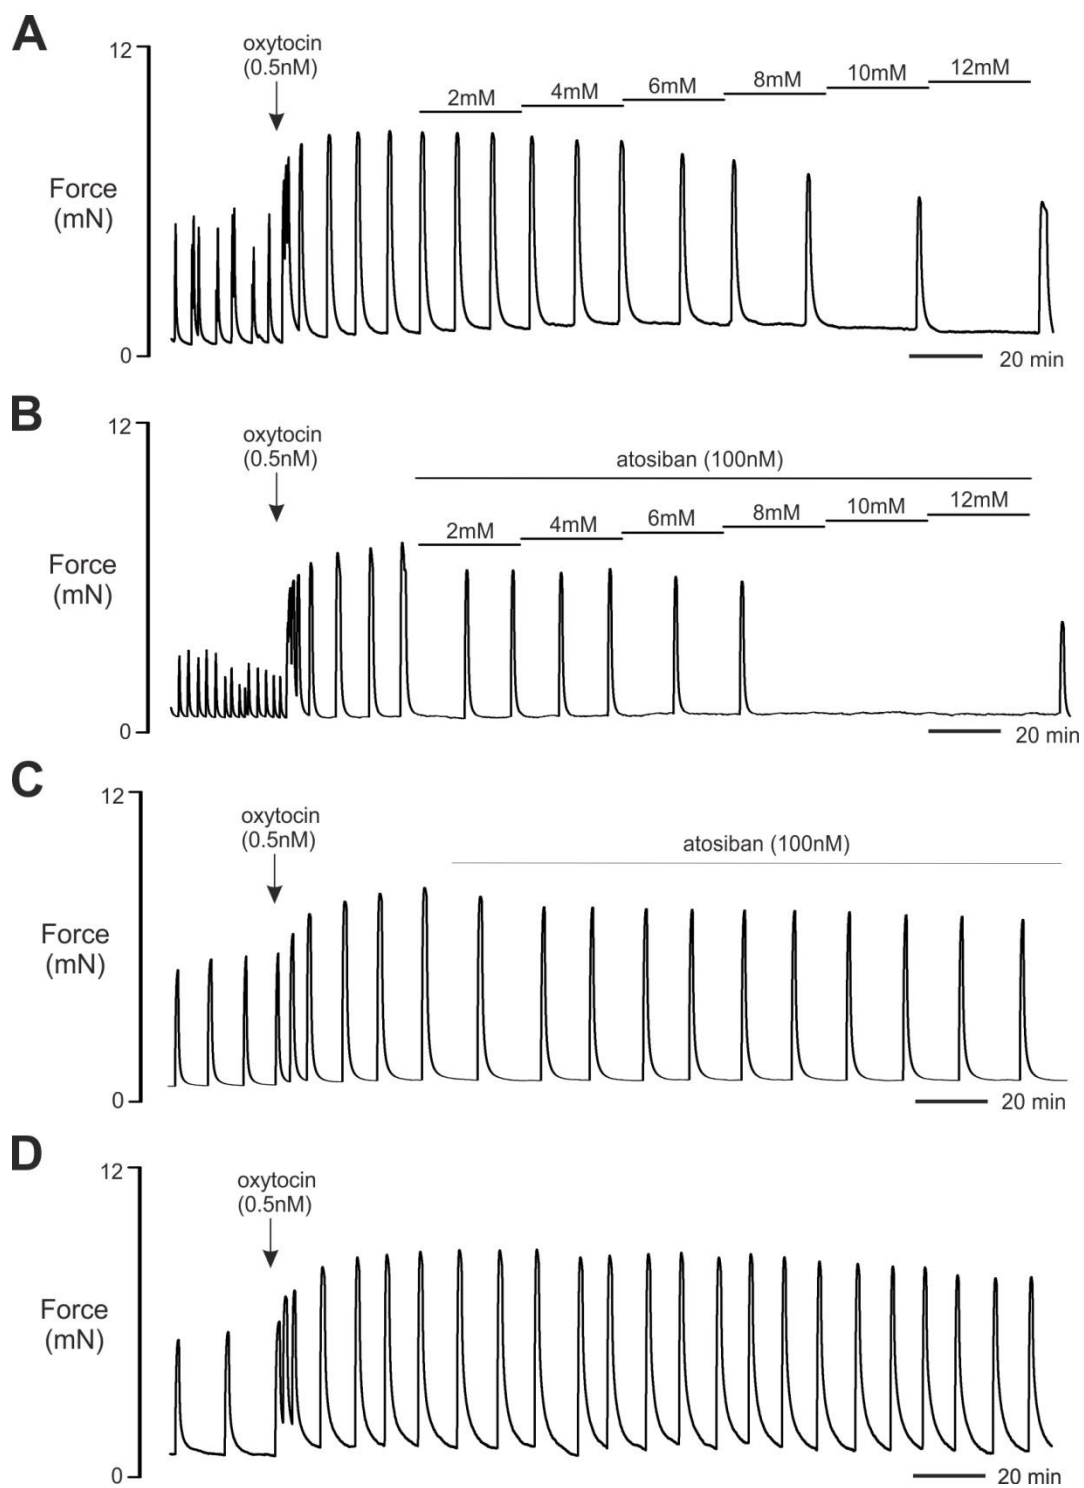 A
12
oxytocin
(0.5nM)
2mM
4mM
6mM
8mM
10mM
12mM
Force
(mN)
0
20 min
B
12
oxytocin
(0.5nM)
atosiban (100nM)
2mM
4mM
6mM
8mM
10mM
12mM
Force
(mN)
0
20 min
C
12
oxytocin
(0.5nM)
atosiban (100nM)
Force
(mN)
0
20 min
D
12
oxytocin
(0.5nM)
Force
(mN)
0
20 min